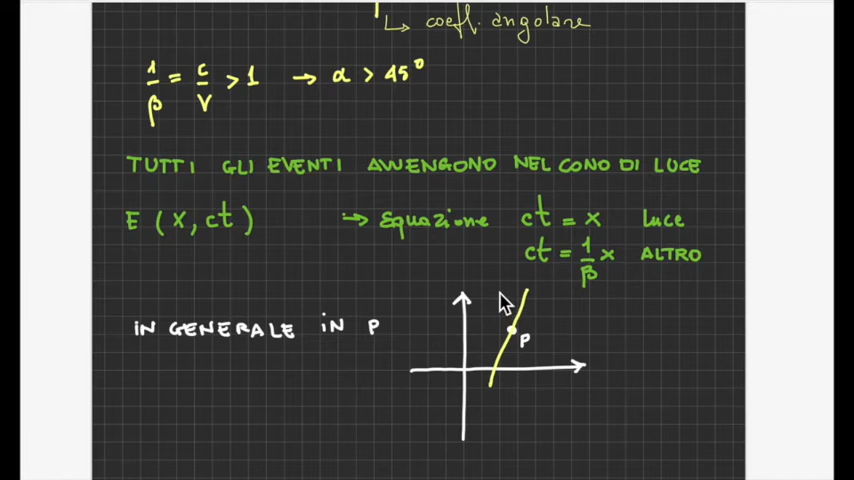 ↳ coeff. angolare
1/β = c/V > 1 → α > 45°
TUTTI GLI EVENTI AVVENGONO NEL CONO DI LUCE
E (x, ct) → Equazione ct = x Luce
ct = 1/β x ALTRO
IN GENERALE IN P
P